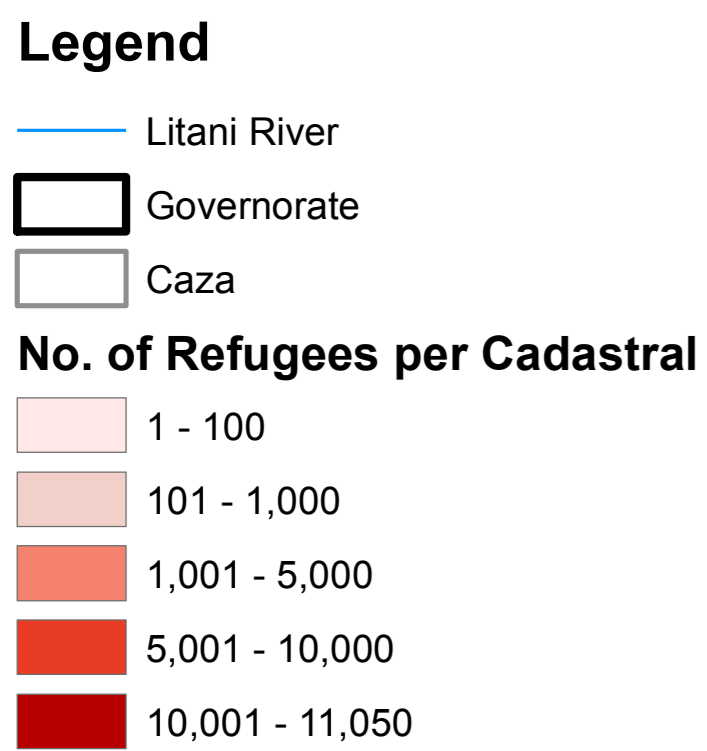 Legend
Litani River
Governorate
Caza
No. of Refugees per Cadastral
1 - 100
101 - 1,000
1,001 - 5,000
5,001 - 10,000
10,001 - 11,050